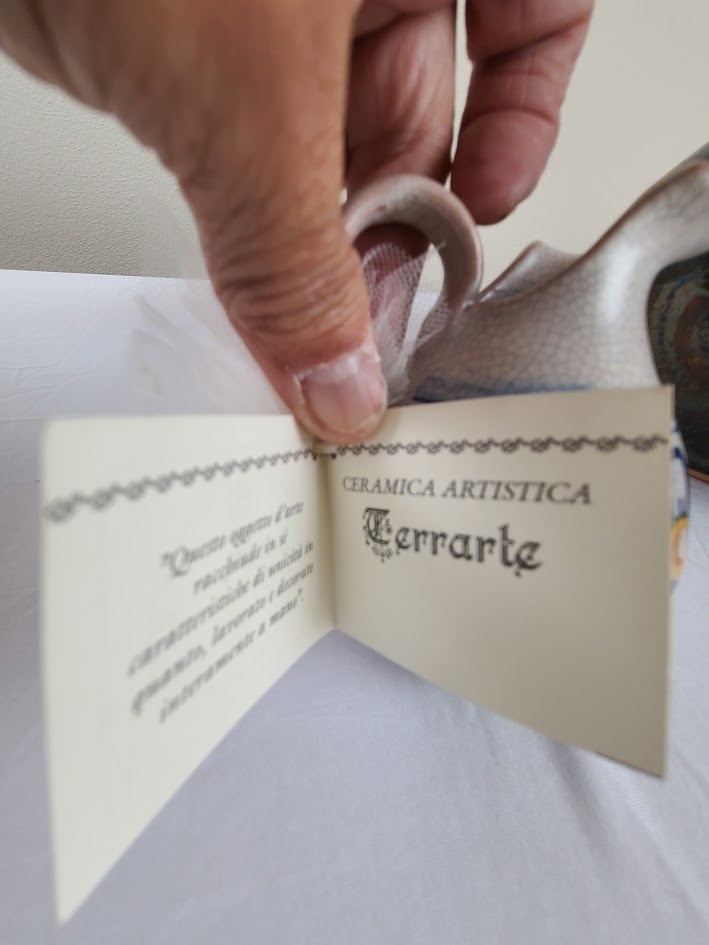 "Questo oggetto d'arte
racchiude in sé
caratteristiche di unicità in
quanto, lavorato e decorato
interamente a mano".
CERAMICA ARTISTICA
Terrarte